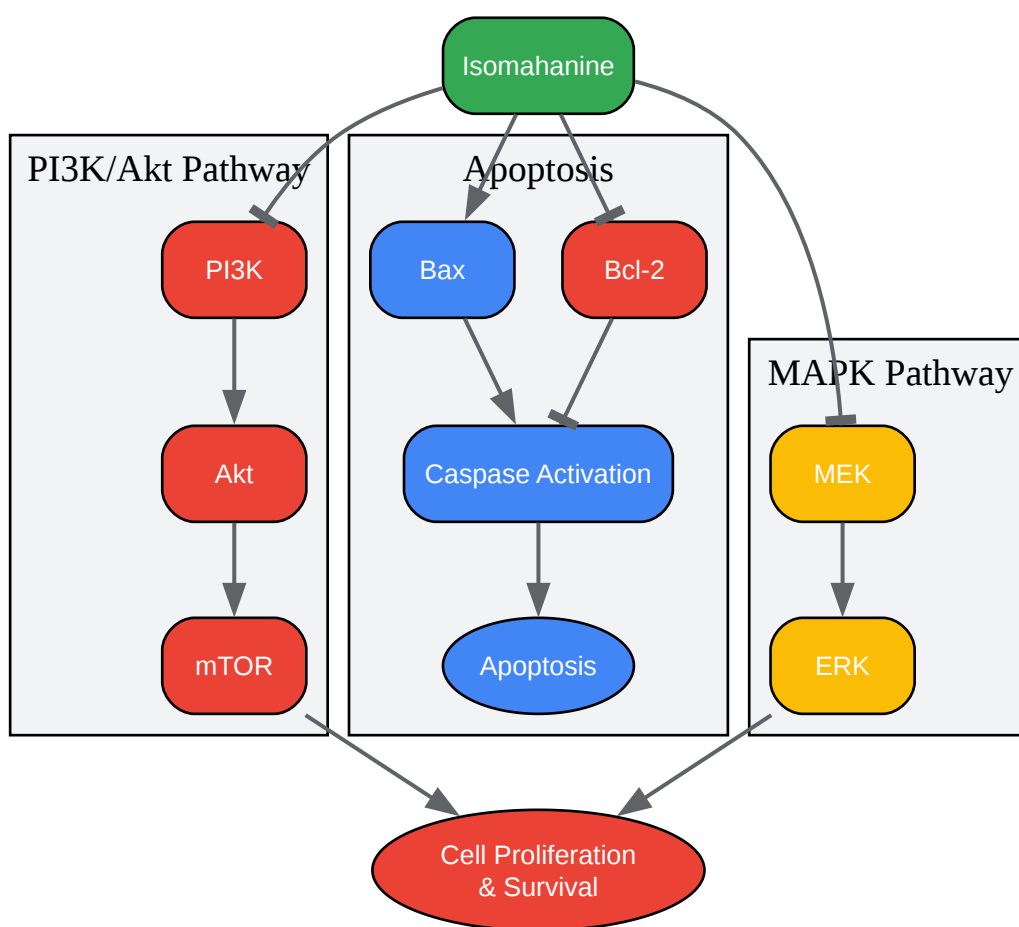 Isomahanine
PI3K/Akt Pathway
Apoptosis
PI3K
Bax
Bcl-2
MAPK Pathway
Akt
Caspase Activation
MEK
mTOR
Apoptosis
ERK
Cell Proliferation
& Survival